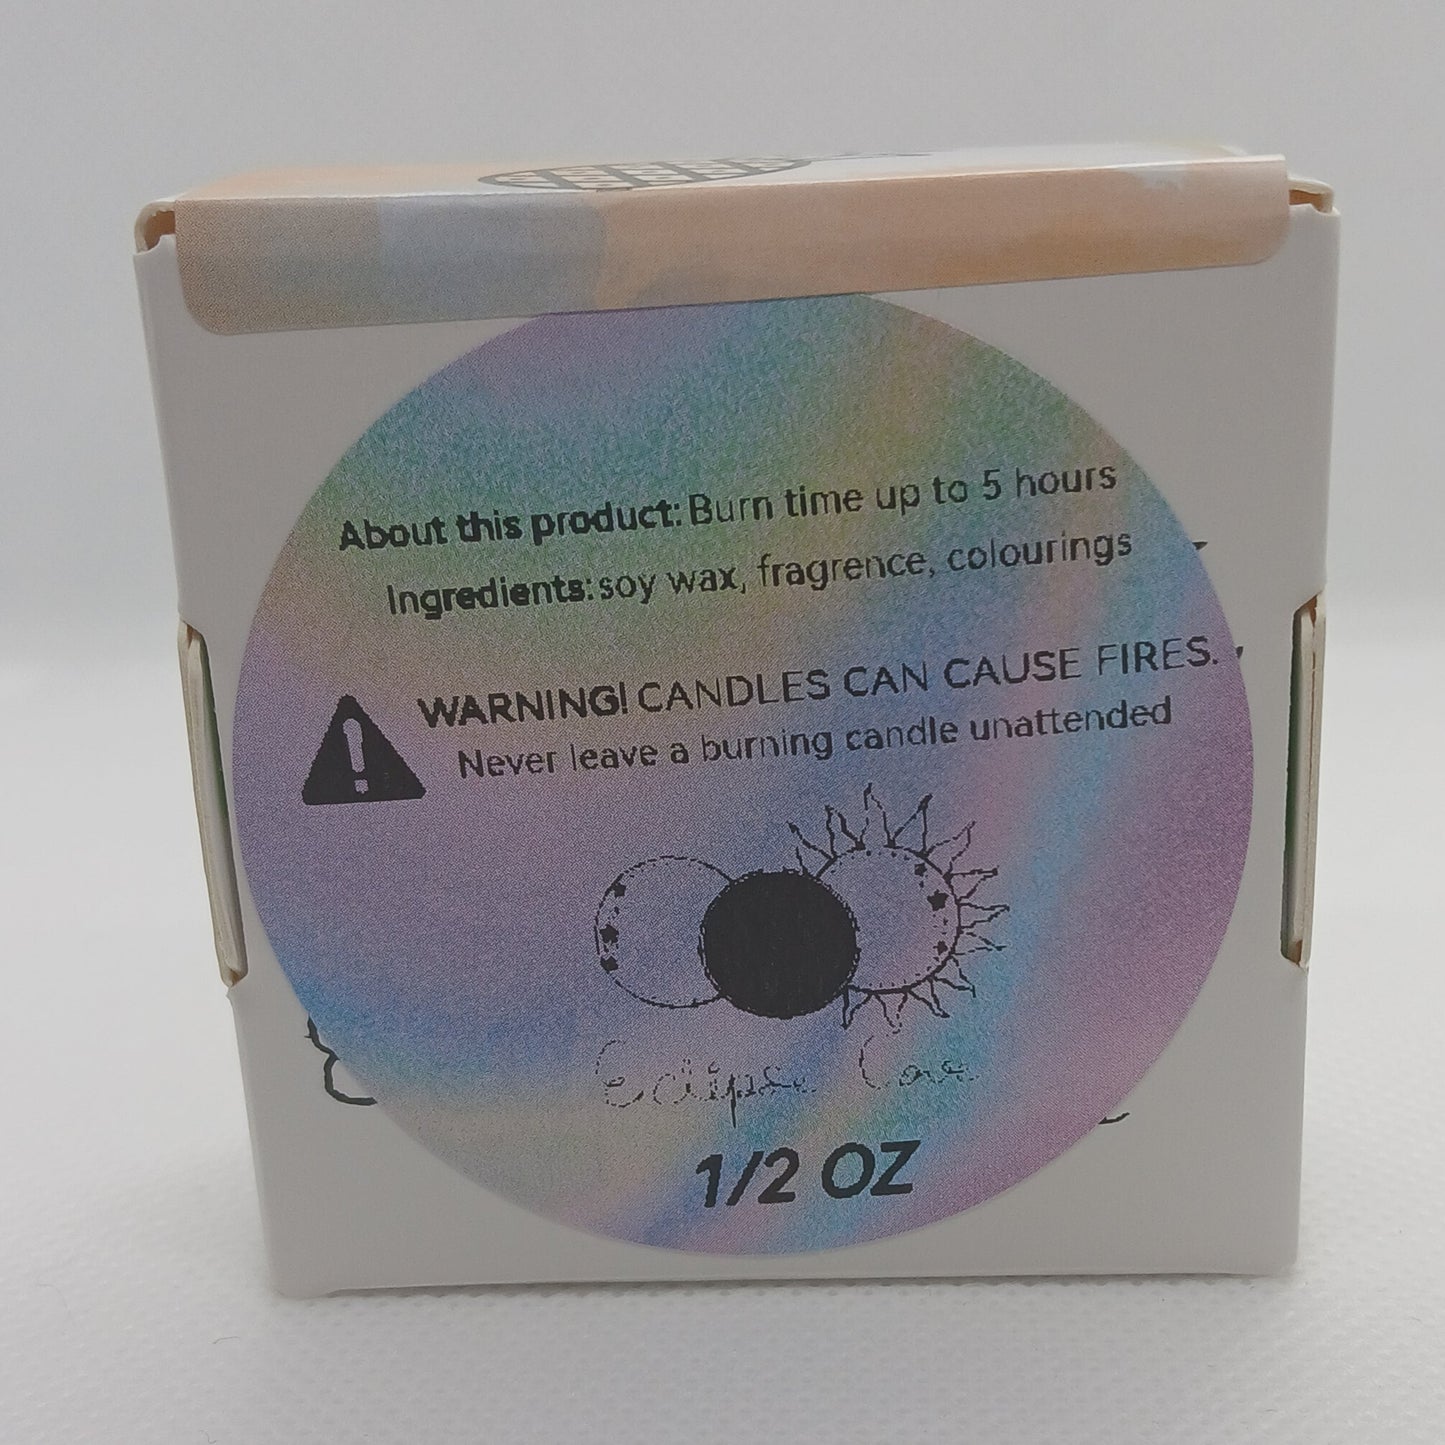 About this product: Burn time up to 5 hours
Ingredients: soy wax, fragrence, colourings
WARNING! CANDLES CAN CAUSE FIRES.
Never leave a burning candle unattended
Eclipse Cove
1/2 OZ